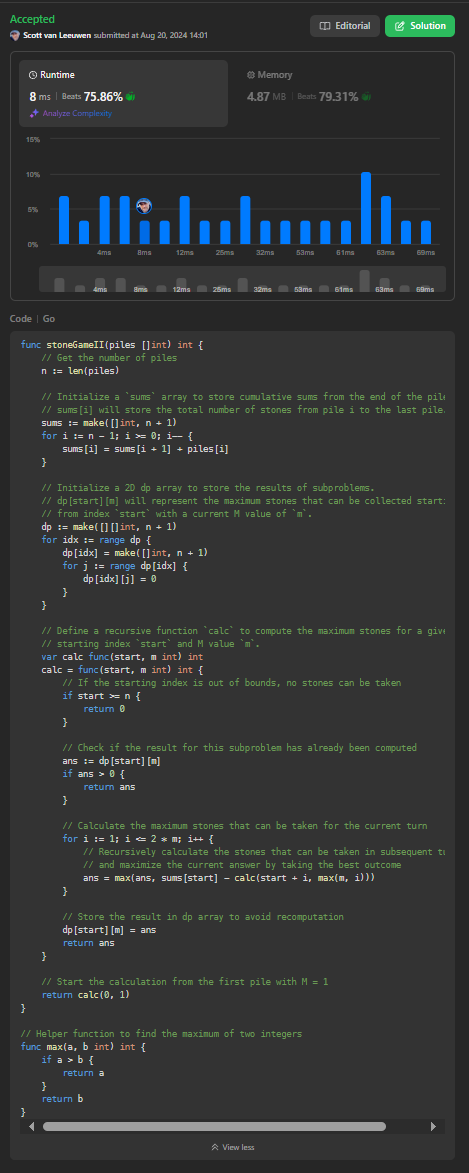 Accepted
Scott van Leeuwen submitted at Aug 20, 2024 14:01
Editorial
Solution
Runtime
8 ms | Beats 75.86%
Analyze Complexity
Memory
4.87 MB | Beats 79.31%
15%
10%
5%
0%
4ms 8ms 12ms 25ms 32ms 53ms 61ms 63ms 69ms
4ms 8ms 12ms 25ms 32ms 53ms 61ms 63ms 69ms
Code | Go
func stoneGameII(piles []int) int {
// Get the number of piles
n := len(piles)
// Initialize a `sums` array to store cumulative sums from the end of the pile
// sums[i] will store the total number of stones from pile i to the last pile.
sums := make([]int, n + 1)
for i := n - 1; i >= 0; i-- {
sums[i] = sums[i + 1] + piles[i]
}
// Initialize a 2D dp array to store the results of subproblems.
// dp[start][m] will represent the maximum stones that can be collected starti
// from index `start` with a current M value of `m`.
dp := make([][]int, n + 1)
for idx := range dp {
dp[idx] = make([]int, n + 1)
for j := range dp[idx] {
dp[idx][j] = 0
}
}
// Define a recursive function `calc` to compute the maximum stones for a give
// starting index `start` and M value `m`.
var calc func(start, m int) int
calc = func(start, m int) int {
// If the starting index is out of bounds, no stones can be taken
if start >= n {
return 0
}
// Check if the result for this subproblem has already been computed
ans := dp[start][m]
if ans > 0 {
return ans
}
// Calculate the maximum stones that can be taken for the current turn
for i := 1; i <= 2 * m; i++ {
// Recursively calculate the stones that can be taken in subsequent tu
// and maximize the current answer by taking the best outcome
ans = max(ans, sums[start] - calc(start + i, max(m, i)))
}
// Store the result in dp array to avoid recomputation
dp[start][m] = ans
return ans
}
// Start the calculation from the first pile with M = 1
return calc(0, 1)
}
// Helper function to find the maximum of two integers
func max(a, b int) int {
if a > b {
return a
}
return b
}
View less